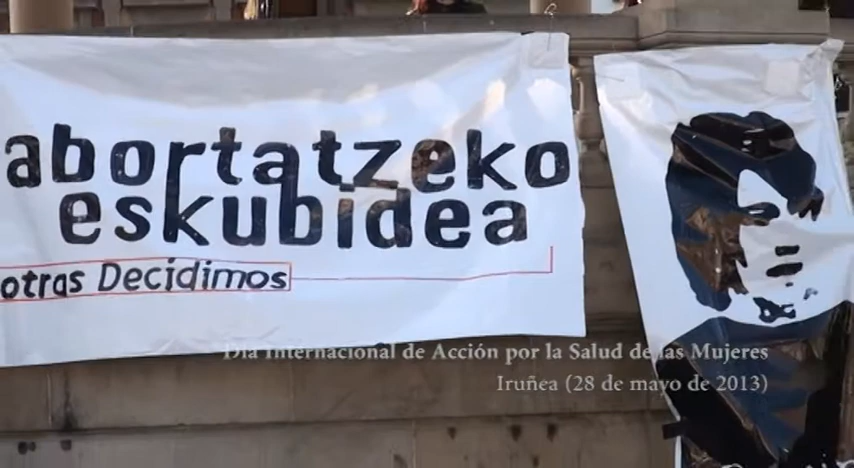 abortatzeko
eskubidea
otras Decidimos
Día Internacional de Acción por la Salud de las Mujeres
Iruñea (28 de mayo de 2013)